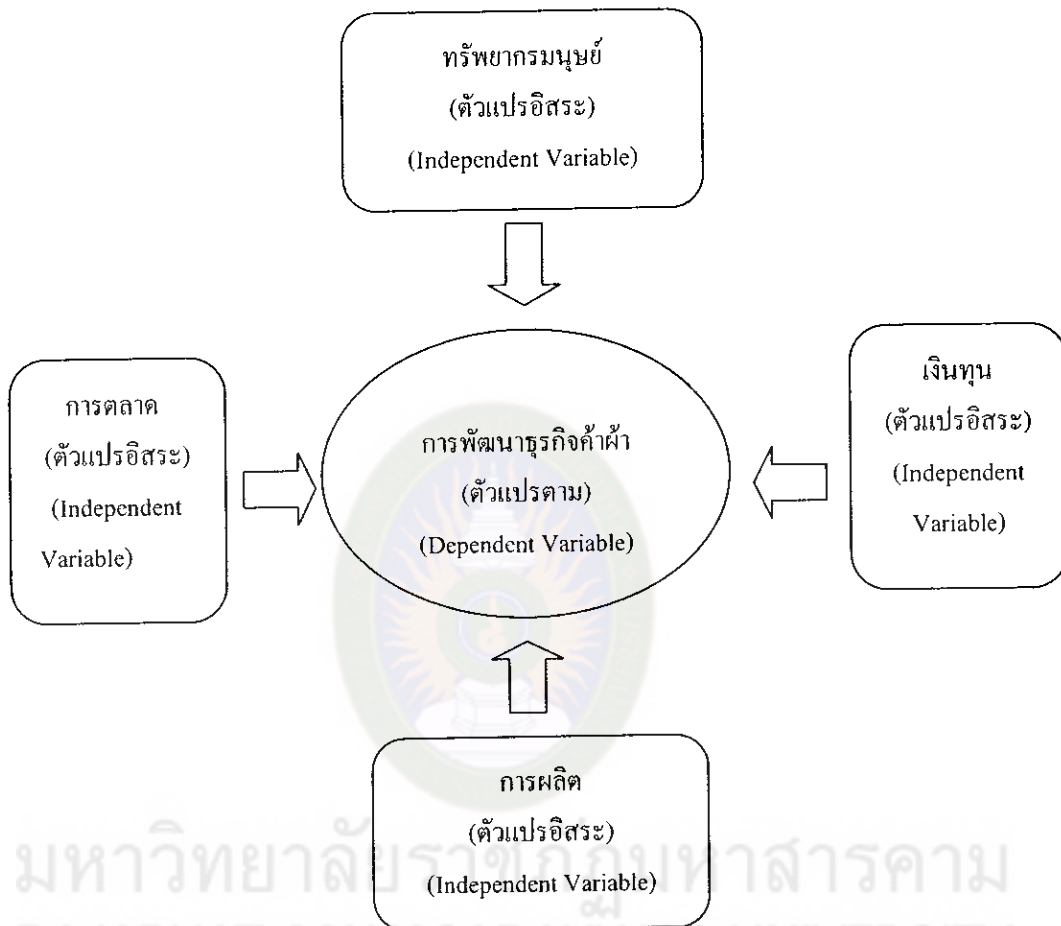 ทรัพยากรมนุษย์
(ตัวแปรอิสระ)
(Independent Variable)
การตลาด
(ตัวแปรอิสระ)
(Independent
Variable)
การพัฒนาธุรกิจค้าผ้า
(ตัวแปรตาม)
(Dependent Variable)
เงินทุน
(ตัวแปรอิสระ)
(Independent
Variable)
การผลิต
(ตัวแปรอิสระ)
(Independent Variable)
มหาวิทยาลัยราชภัฏมหาสารคาม